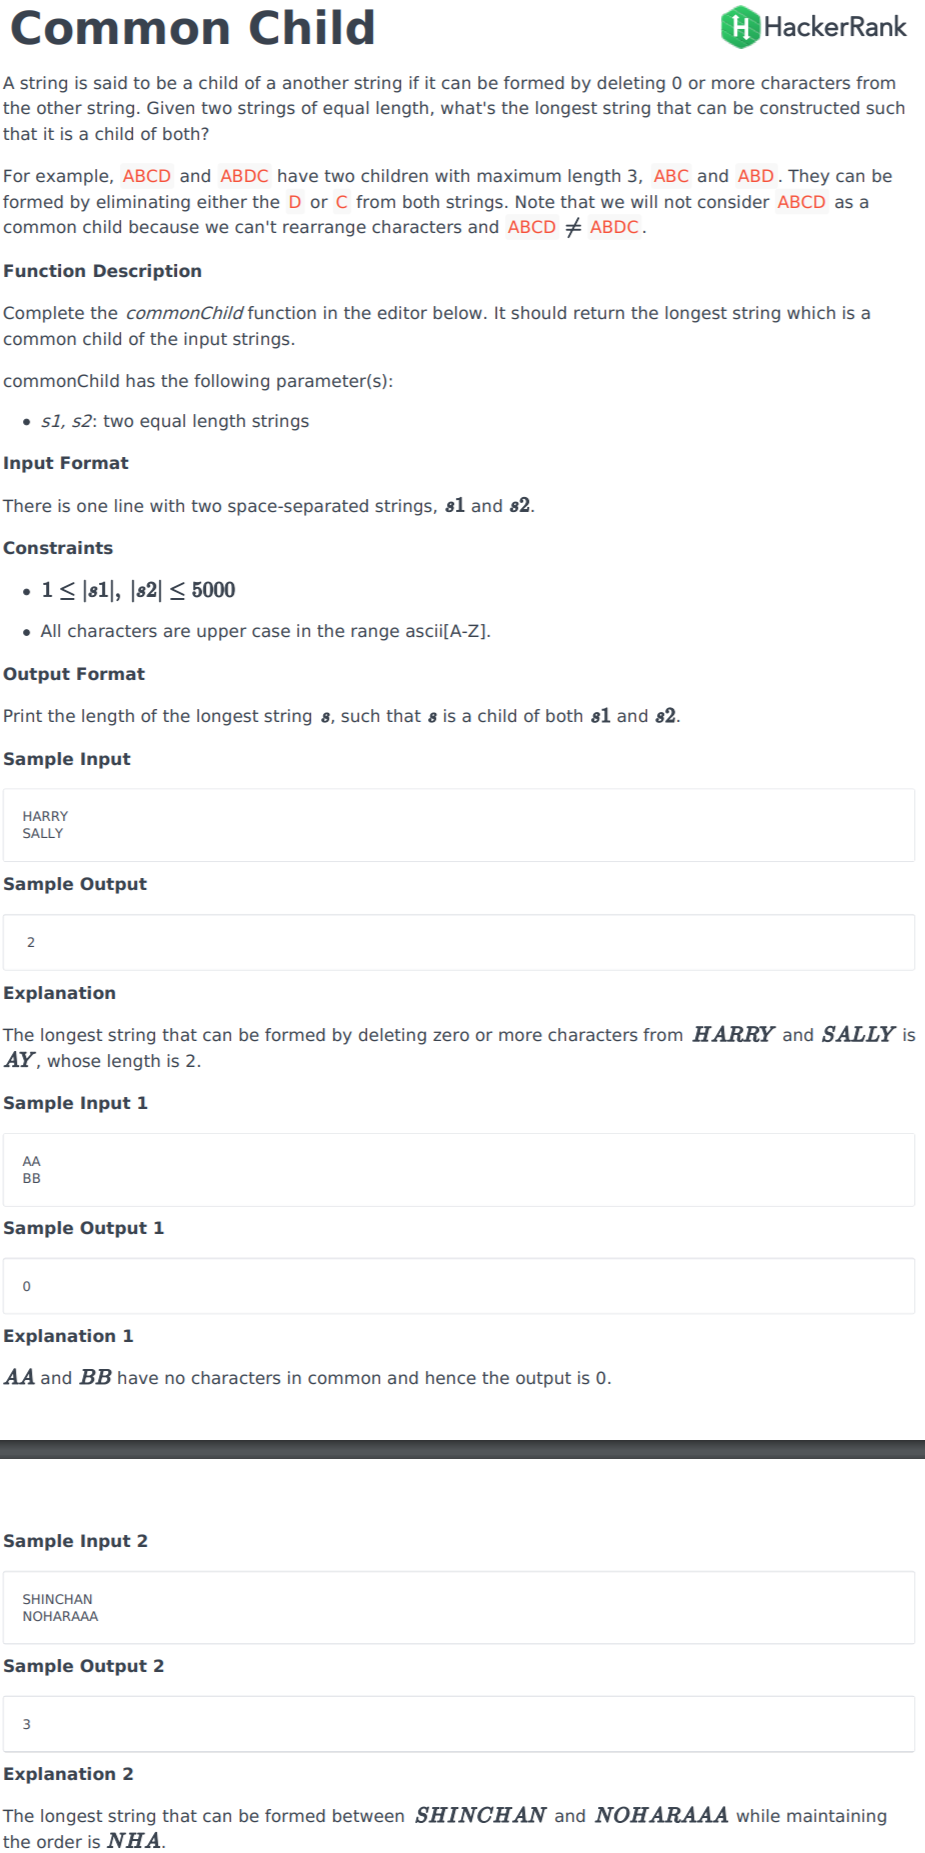 Common Child
HackerRank
A string is said to be a child of a another string if it can be formed by deleting 0 or more characters from
the other string. Given two strings of equal length, what's the longest string that can be constructed such
that it is a child of both?
For example, ABCD and ABDC have two children with maximum length 3, ABC and ABD. They can be
formed by eliminating either the D or C from both strings. Note that we will not consider ABCD as a
common child because we can't rearrange characters and ABCD ≠ ABDC.
Function Description
Complete the commonChild function in the editor below. It should return the longest string which is a
common child of the input strings.
commonChild has the following parameter(s):
• s1, s2: two equal length strings
Input Format
There is one line with two space-separated strings, s1 and s2.
Constraints
• 1 ≤ |s1|, |s2| ≤ 5000
• All characters are upper case in the range ascii[A-Z].
Output Format
Print the length of the longest string s, such that s is a child of both s1 and s2.
Sample Input
HARRY
SALLY
Sample Output
2
Explanation
The longest string that can be formed by deleting zero or more characters from HARRY and SALLY is
AY, whose length is 2.
Sample Input 1
AA
BB
Sample Output 1
0
Explanation 1
AA and BB have no characters in common and hence the output is 0.
Sample Input 2
SHINCHAN
NOHARAAA
Sample Output 2
3
Explanation 2
The longest string that can be formed between SHINCHAN and NOHARAAA while maintaining
the order is NHA.